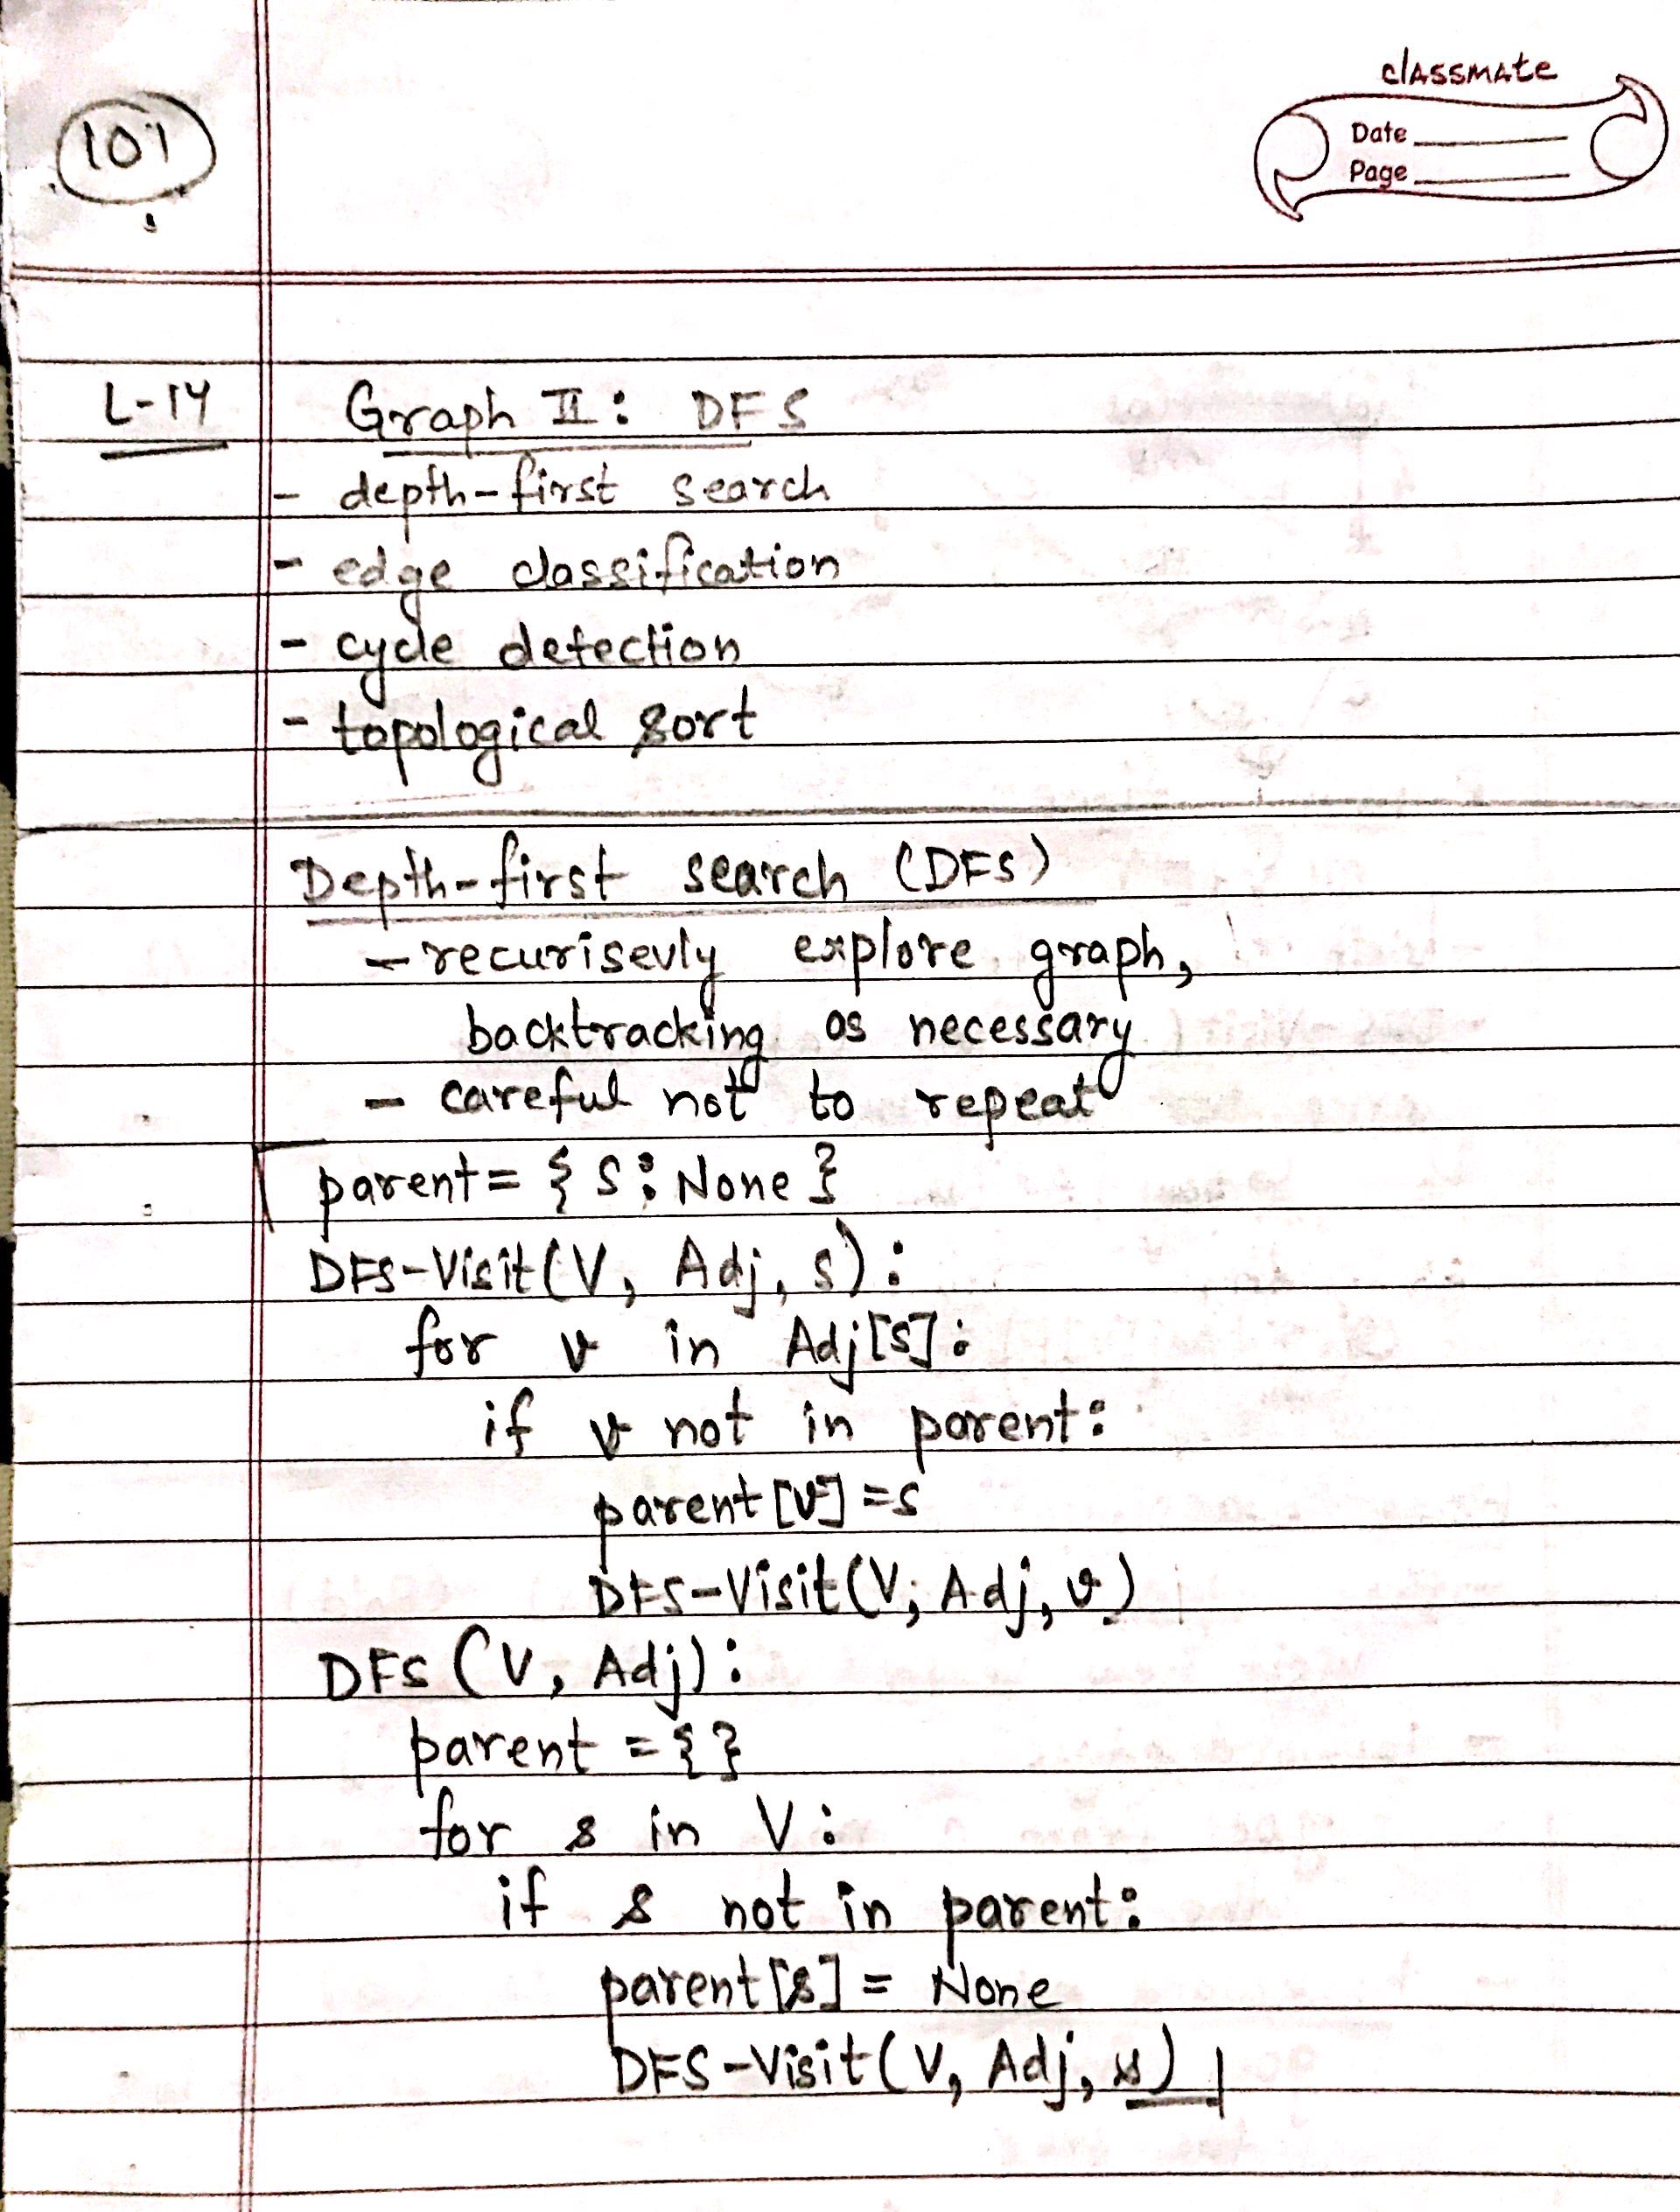 classmate
Date
Page
101
L-14 Graph II: DFS
- depth-first search
- edge classification
- cycle detection
- topological sort
Depth-first search (DFS)
- recurisevly explore graph,
backtracking as necessary
- careful not to repeat
parent = { s: None }
DFS-Visit(V, Adj, s):
for v in Adj[s]:
if v not in parent:
parent[v] = s
DFS-Visit(V, Adj, v)
DFS (V, Adj):
parent = {}
for s in V:
if s not in parent:
parent[s] = None
DFS-Visit(V, Adj, s)